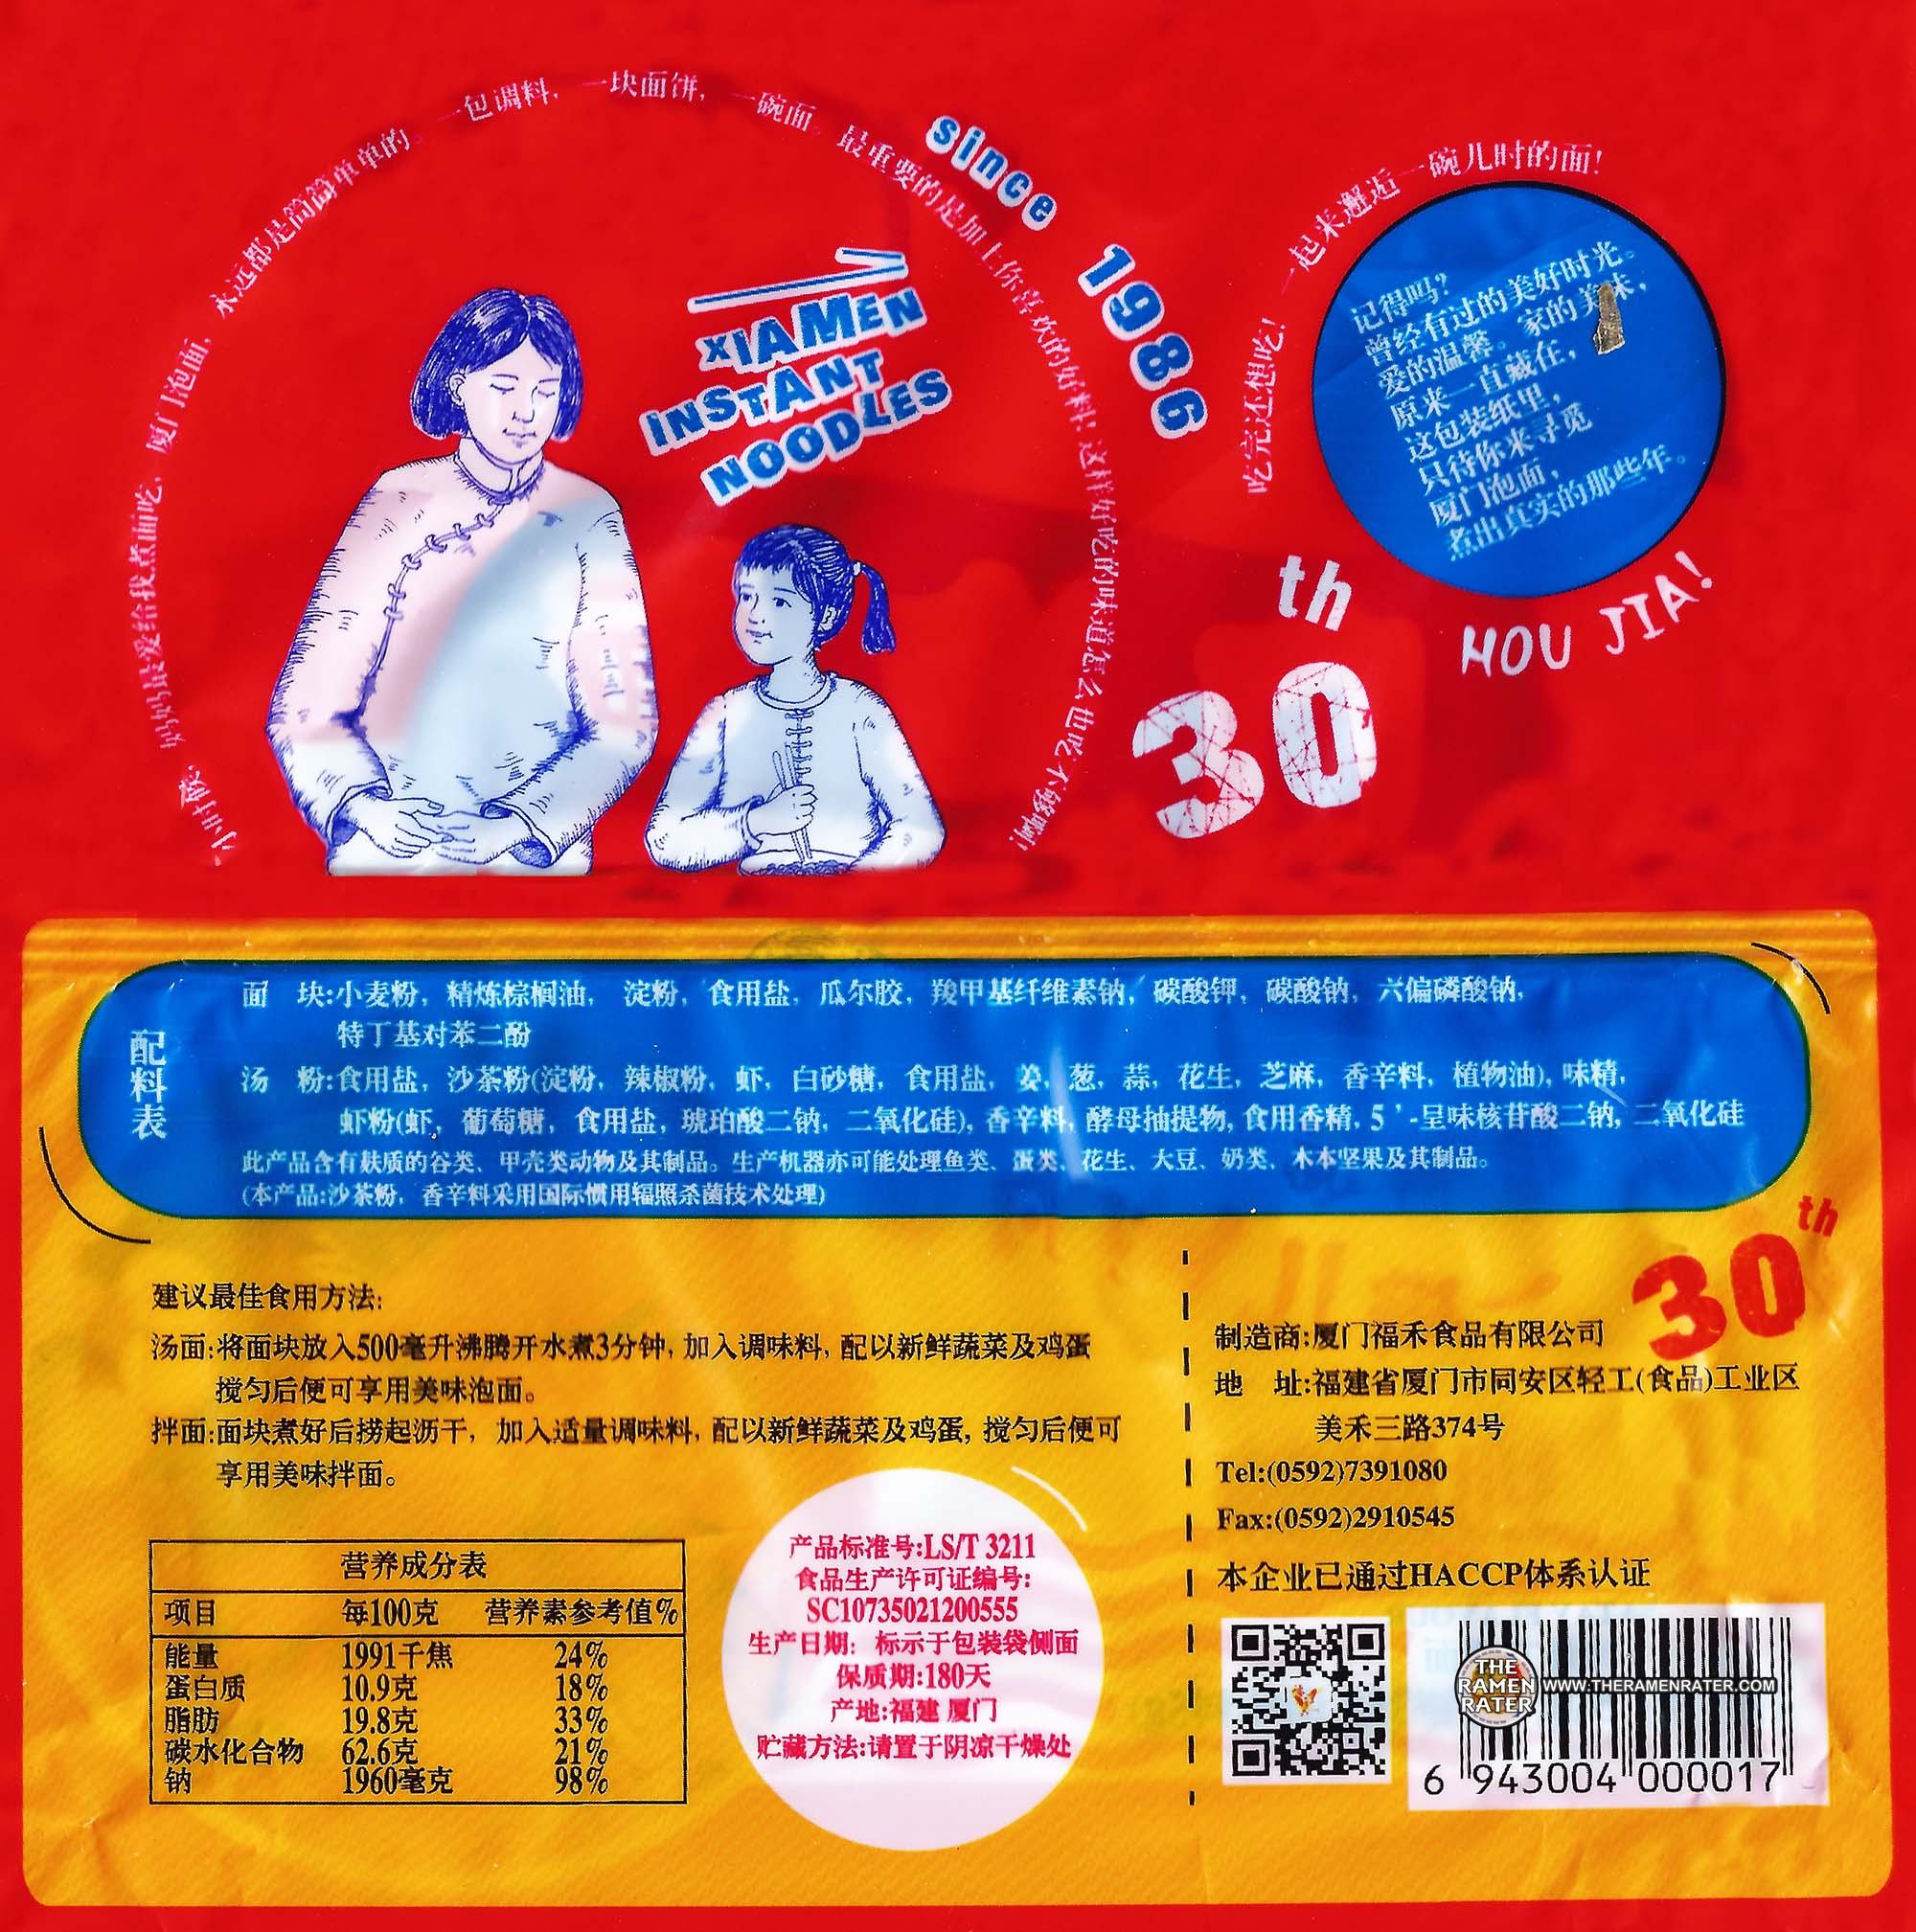 小时候，妈妈最爱给我煮面吃，厦门泡面，永远都是简简单单的。一包调料，一块面饼，一碗面。最重要的是加上你喜欢的好料！这样好吃的味道怎么也吃不够啊！
since 1986
XIAMEN
INSTANT
NOODLES
吃完还想吃！一起来邂逅一碗儿时的面！
记得吗？
曾经有过的美好时光。
爱的温馨。家的美味，
原来一直藏在，
这包装纸里，
只待你来寻觅
厦门泡面，
煮出真实的那些年。
HOU JIA!
30th
配料表
面 块:小麦粉，精炼棕榈油，淀粉，食用盐，瓜尔胶，羧甲基纤维素钠，碳酸钾，碳酸钠，六偏磷酸钠，
特丁基对苯二酚
汤 粉:食用盐，沙茶粉(淀粉，辣椒粉，虾，白砂糖，食用盐，姜，葱，蒜，花生，芝麻，香辛料，植物油)，味精，
虾粉(虾，葡萄糖，食用盐，琥珀酸二钠，二氧化硅)，香辛料，酵母抽提物，食用香精，5'-呈味核苷酸二钠，二氧化硅
此产品含有麸质的谷类、甲壳类动物及其制品。生产机器亦可能处理鱼类、蛋类、花生、大豆、奶类、木本坚果及其制品。
(本产品:沙茶粉，香辛料采用国际惯用辐照杀菌技术处理)
30th
建议最佳食用方法:
汤面:将面块放入500毫升沸腾开水煮3分钟，加入调味料，配以新鲜蔬菜及鸡蛋
搅匀后便可享用美味泡面。
拌面:面块煮好后捞起沥干，加入适量调味料，配以新鲜蔬菜及鸡蛋，搅匀后便可
享用美味拌面。
营养成分表
项目 每100克 营养素参考值%
能量 1991千焦 24%
蛋白质 10.9克 18%
脂肪 19.8克 33%
碳水化合物 62.6克 21%
钠 1960毫克 98%
产品标准号:LS/T 3211
食品生产许可证编号:
SC10735021200555
生产日期：标示于包装袋侧面
保质期:180天
产地:福建 厦门
贮藏方法:请置于阴凉干燥处
制造商:厦门福禾食品有限公司
地 址:福建省厦门市同安区轻工(食品)工业区
美禾三路374号
Tel:(0592)7391080
Fax:(0592)2910545
本企业已通过HACCP体系认证
THE
RAMEN
RATER
WWW.THERAMENRATER.COM
6 943004 000017